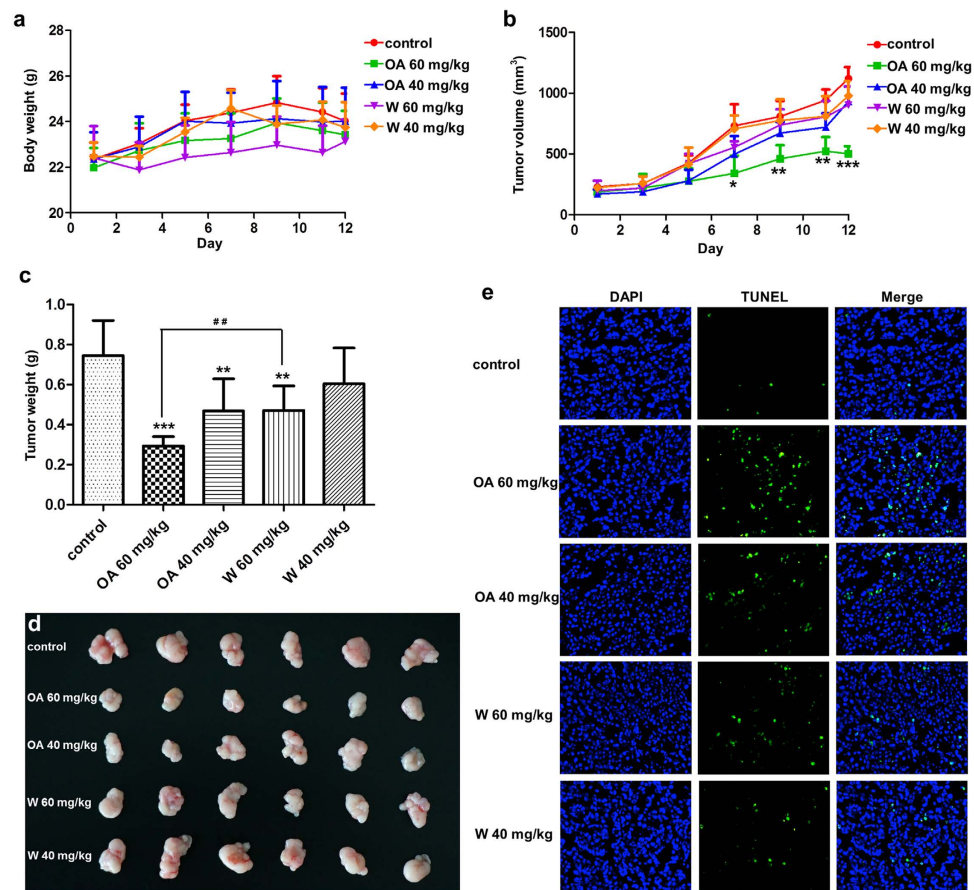 a
28
26
24
22
20
Body weight (g)
0 2 4 6 8 10 12
Day
control
OA 60 mg/kg
OA 40 mg/kg
W 60 mg/kg
W 40 mg/kg
b
1500
1000
500
0
Tumor volume (mm³)
* ** ** ***
0 2 4 6 8 10 12
Day
control
OA 60 mg/kg
OA 40 mg/kg
W 60 mg/kg
W 40 mg/kg
c
1.0
0.8
0.6
0.4
0.2
0.0
Tumor weight (g)
##
*** ** **
control
OA 60 mg/kg
OA 40 mg/kg
W 60 mg/kg
W 40 mg/kg
d
control
OA 60 mg/kg
OA 40 mg/kg
W 60 mg/kg
W 40 mg/kg
e
DAPI TUNEL Merge
control
OA 60 mg/kg
OA 40 mg/kg
W 60 mg/kg
W 40 mg/kg